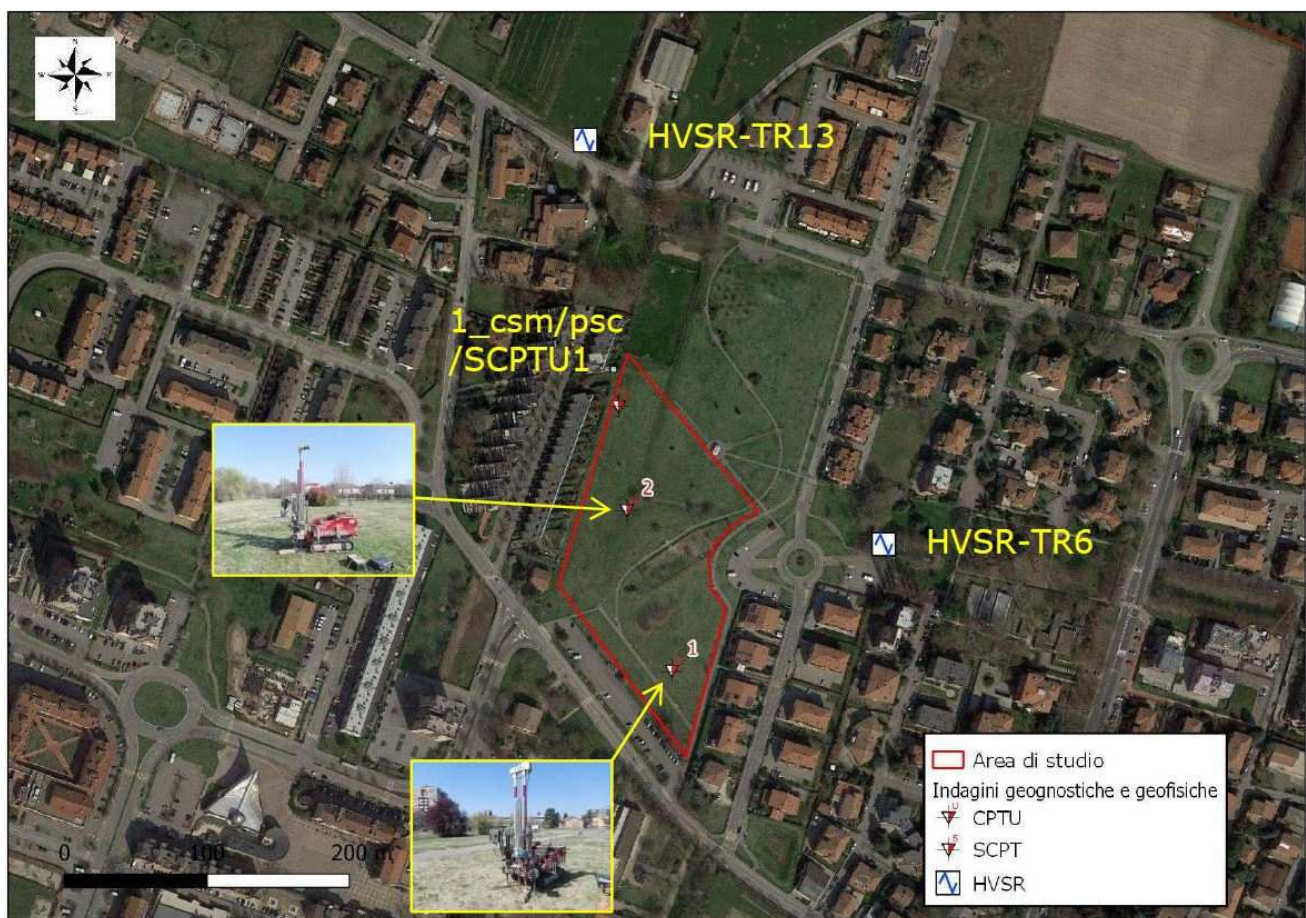 N
W
E
S
HVSR-TR13
1_csm/psc
/SCPTU1
2
HVSR-TR6
1
Area di studio
Indagini geognostiche e geofisiche
U
CPTU
S
SCPT
HVSR
0 100 200 m